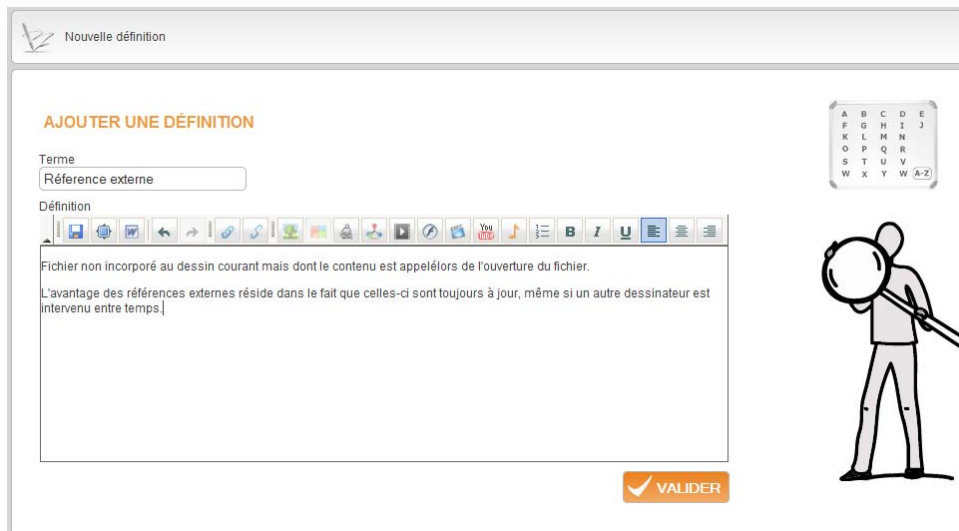 Nouvelle définition
AJOUTER UNE DÉFINITION
Terme
Réference externe
Définition
W
You
B I U
Fichier non incorporé au dessin courant mais dont le contenu est appelélors de l'ouverture du fichier.
L'avantage des références externes réside dans le fait que celles-ci sont toujours à jour, même si un autre dessinateur est
intervenu entre temps.
VALIDER
A B C D E
F G H I J
K L M N
O P Q R
S T U V
W X Y W A-Z